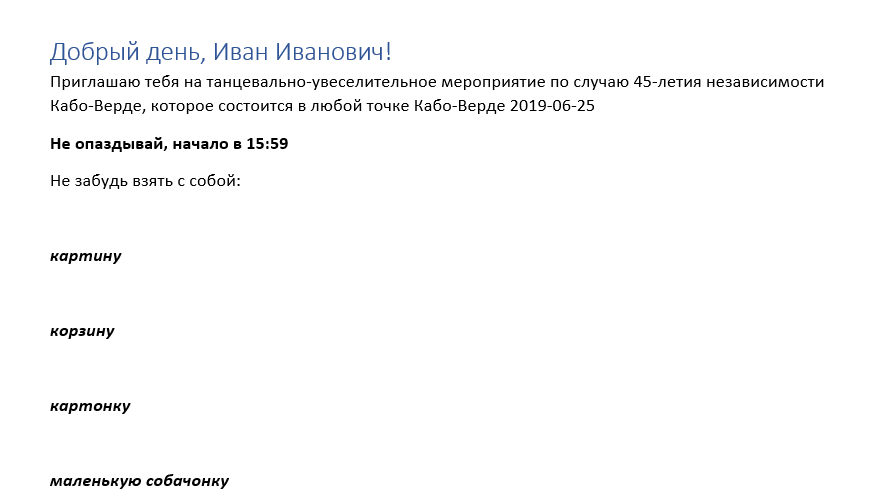 Добрый день, Иван Иванович!
Приглашаю тебя на танцевально-увеселительное мероприятие по случаю 45-летия независимости
Кабо-Верде, которое состоится в любой точке Кабо-Верде 2019-06-25
Не опаздывай, начало в 15:59
Не забудь взять с собой:
картину
корзину
картонку
маленькую собачонку